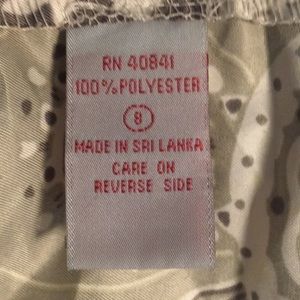 RN 40841
100% POLYESTER
8
MADE IN SRI LANKA
CARE ON
REVERSE SIDE